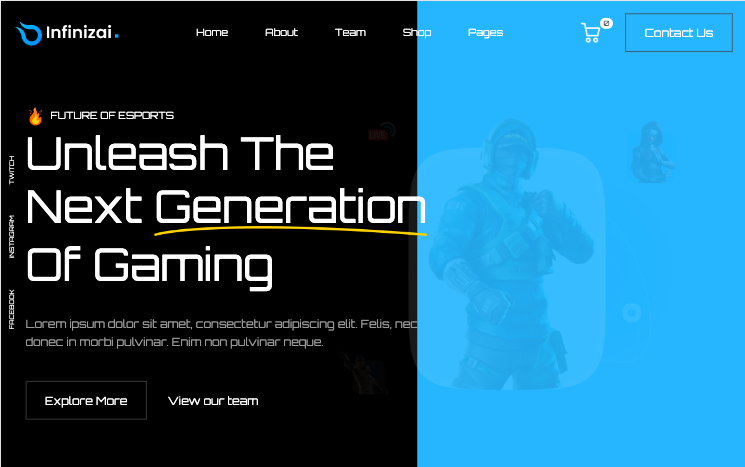 Infinizai.
Home About Team Shop Pages
0
Contact Us
FUTURE OF ESPORTS
LIVE
Unleash The
Next Generation
Of Gaming
TWITCH
INSTAGRAM
FACEBOOK
Lorem ipsum dolor sit amet, consectetur adipiscing elit. Felis, nec
donec in morbi pulvinar. Enim non pulvinar neque.
Explore More
View our team